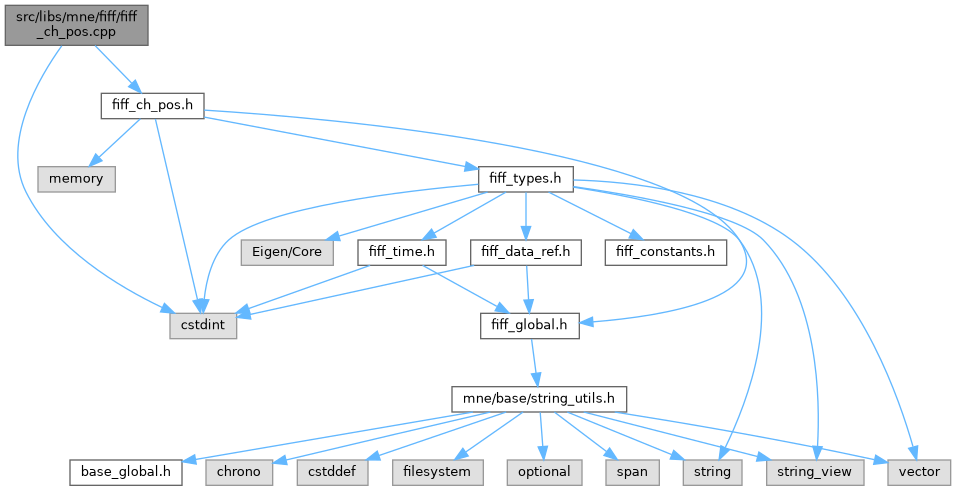 src/libs/mne/fiff/fiff
_ch_pos.cpp
fiff_ch_pos.h
memory
fiff_types.h
Eigen/Core
fiff_time.h
fiff_data_ref.h
fiff_constants.h
cstdint
fiff_global.h
mne/base/string_utils.h
base_global.h
chrono
cstddef
filesystem
optional
span
string
string_view
vector